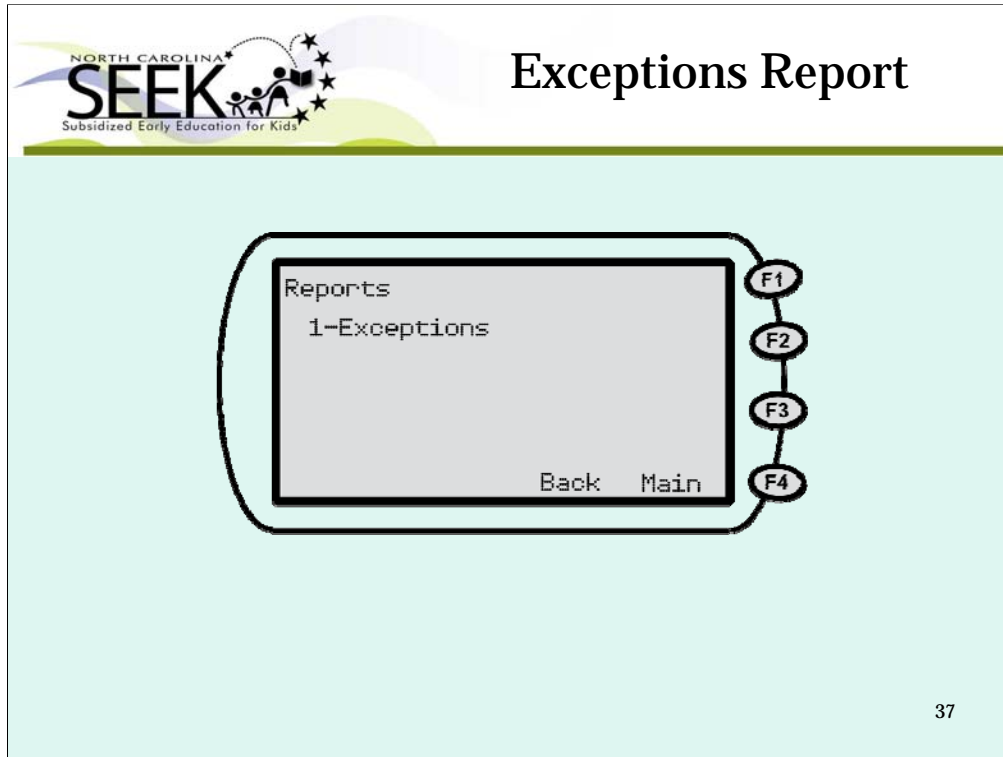 NORTH CAROLINA
SEEK
Subsidized Early Education for Kids
Exceptions Report
Reports
1-Exceptions
Back Main
F1
F2
F3
F4
37